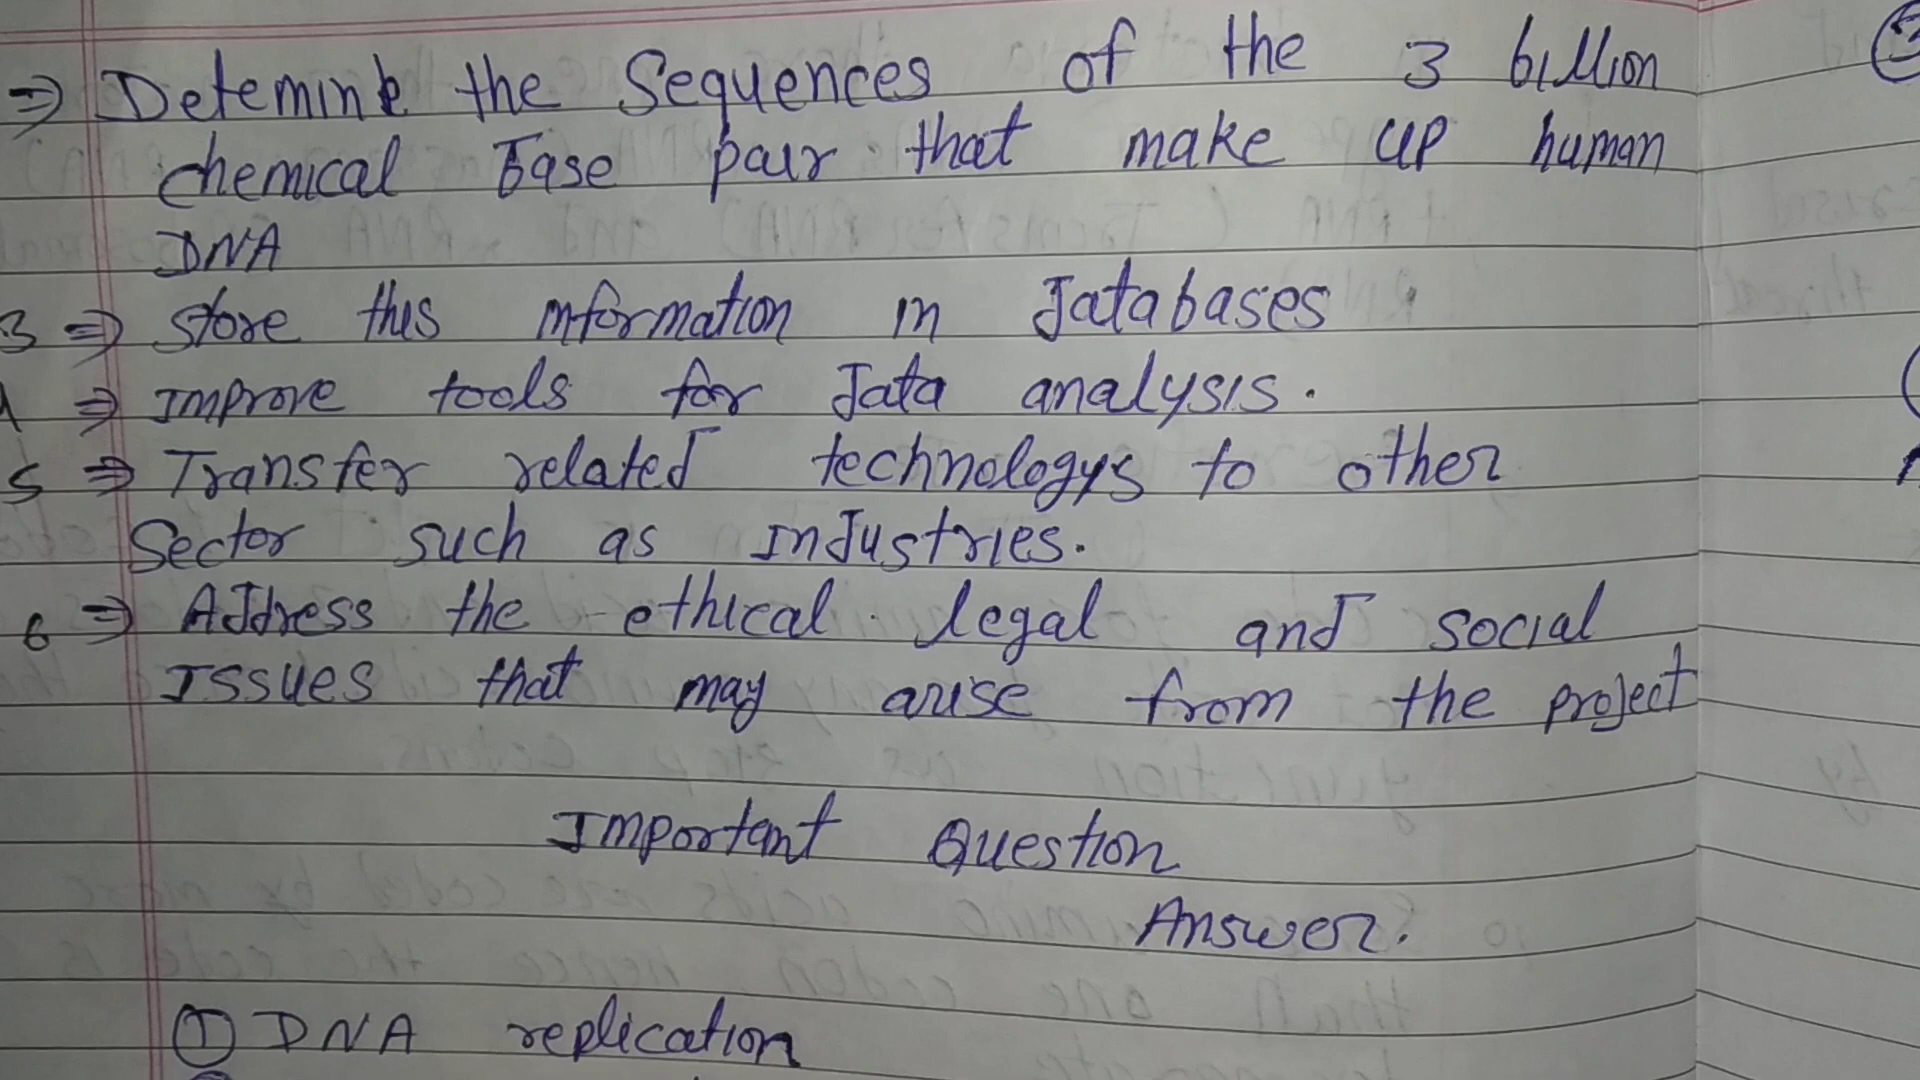 ⇒ Detemine the Sequences of the 3 billion
chemical base pair that make up human
DNA
3 ⇒ store this information in databases
⇒ Improve tools for data analysis.
5 ⇒ Transfer related technologys to other
Sector such as industries.
6 ⇒ Address the ethical legal and social
issues that may arise from the project
Important Question
Answer.
① DNA replication